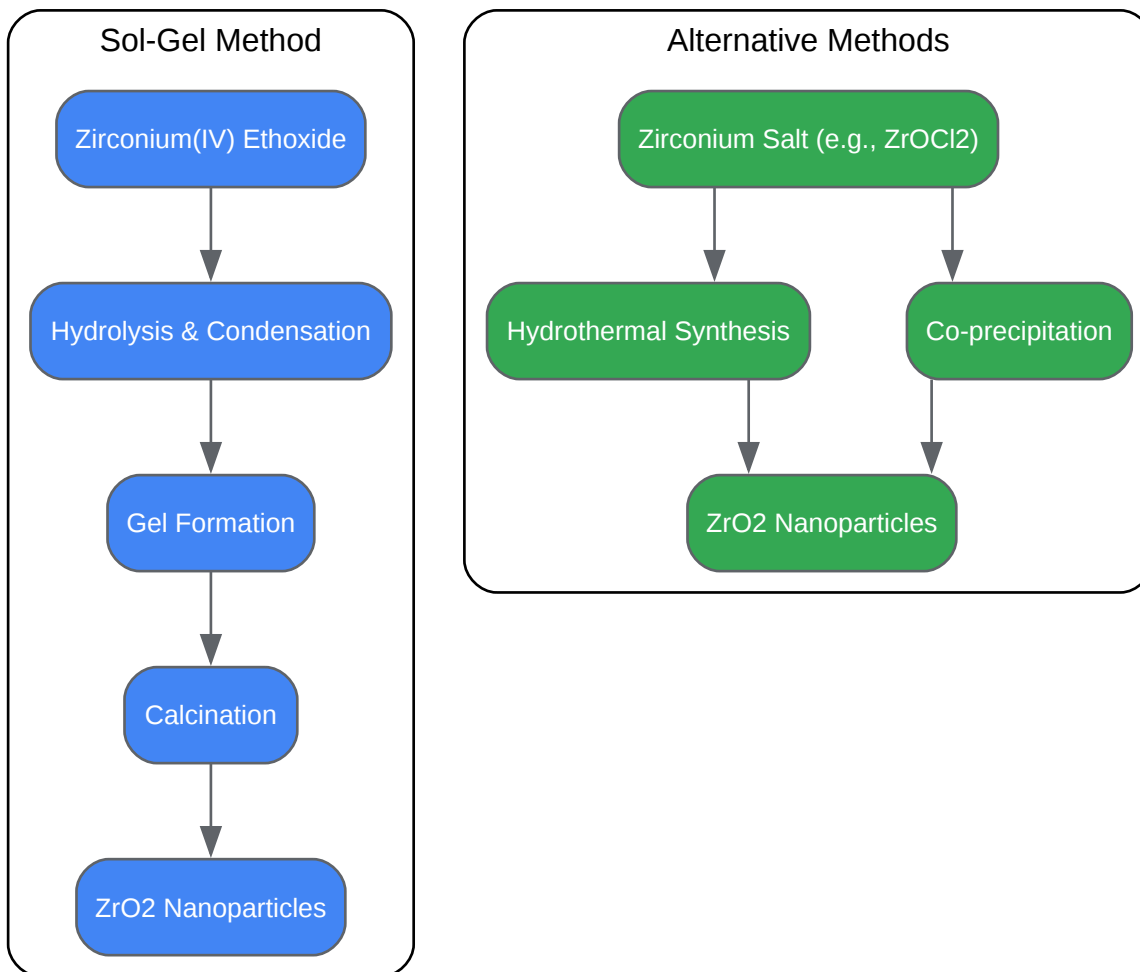 Sol-Gel Method
Zirconium(IV) Ethoxide
Hydrolysis & Condensation
Gel Formation
Calcination
ZrO2 Nanoparticles
Alternative Methods
Zirconium Salt (e.g., ZrOCl2)
Hydrothermal Synthesis
Co-precipitation
ZrO2 Nanoparticles